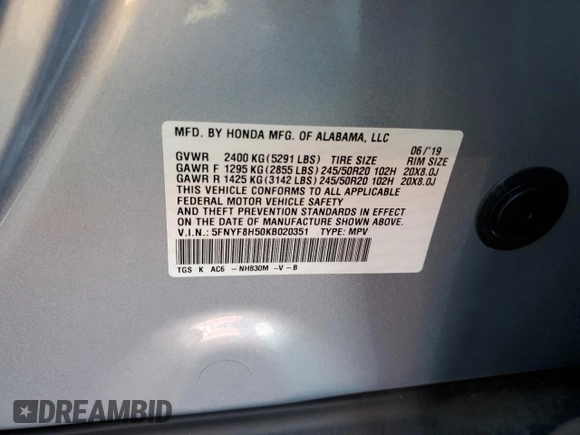 MFD. BY HONDA MFG. OF ALABAMA, LLC
06/'19
GVWR 2400 KG(5291 LBS) TIRE SIZE RIM SIZE
GAWR F 1295 KG(2855 LBS)245/50R20 102H 20X8.0J
GAWR R 1425 KG(3142 LBS)245/50R20 102H 20X8.0J
THIS VEHICLE CONFORMS TO ALL APPLICABLE
FEDERAL MOTOR VEHICLE SAFETY
AND THEFT PREVENTION STANDARDS IN EFFECT
ON THE DATE OF MANUFACTURE SHOWN ABOVE.
V.I.N.: 5FNYF8H50KB020351 TYPE: MPV
TGS K AC6 -NH830M -V-B
DREAMBID